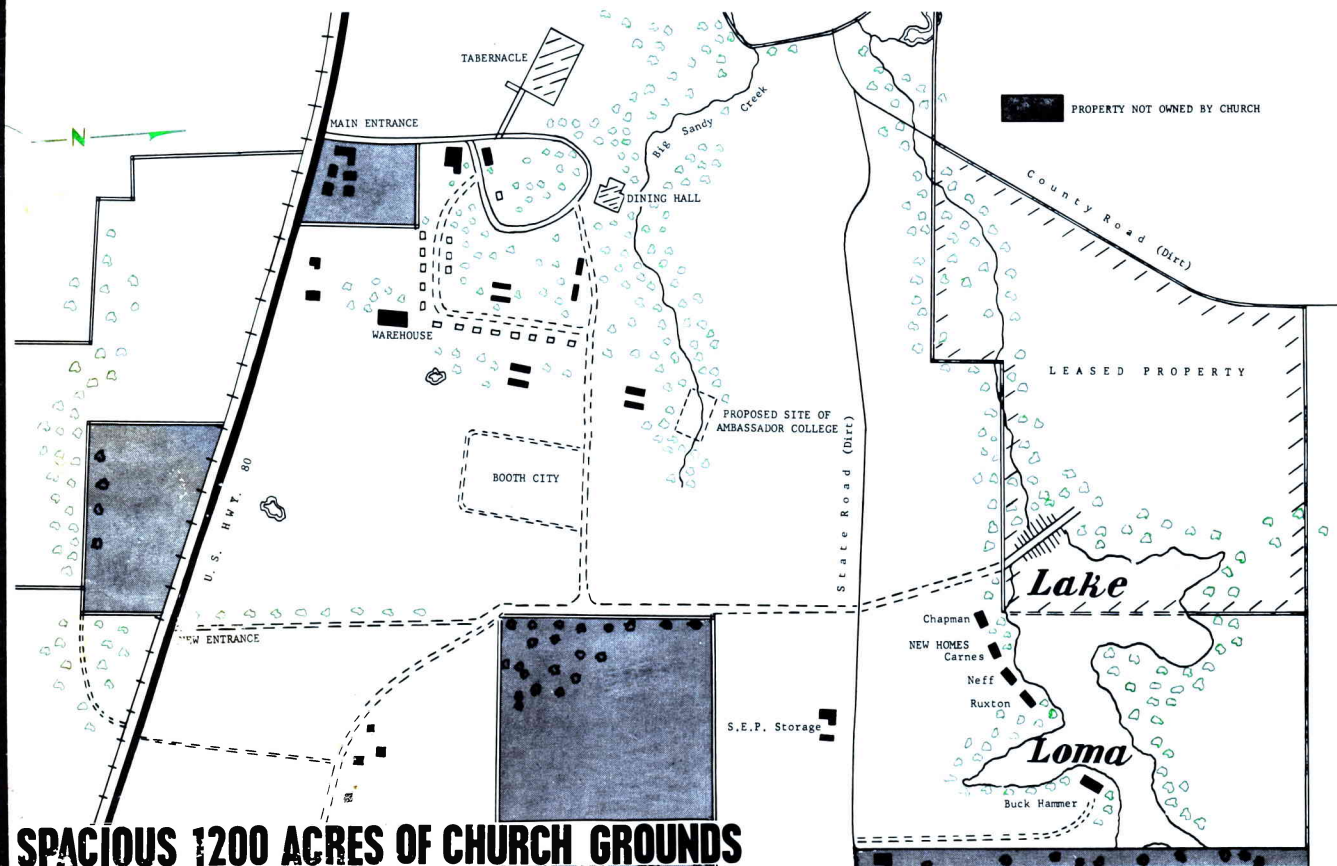 TABERNACLE
N
MAIN ENTRANCE
Big Sandy Creek
PROPERTY NOT OWNED BY CHURCH
DINING HALL
County Road (Dirt)
WAREHOUSE
LEASED PROPERTY
PROPOSED SITE OF
AMBASSADOR COLLEGE
BOOTH CITY
U.S. HWY. 80
State Road (Dirt)
Lake
NEW ENTRANCE
Chapman
NEW HOMES
Carnes
Neff
Ruxton
S.E.P. Storage
Loma
Buck Hammer
SPACIOUS 1200 ACRES OF CHURCH GROUNDS